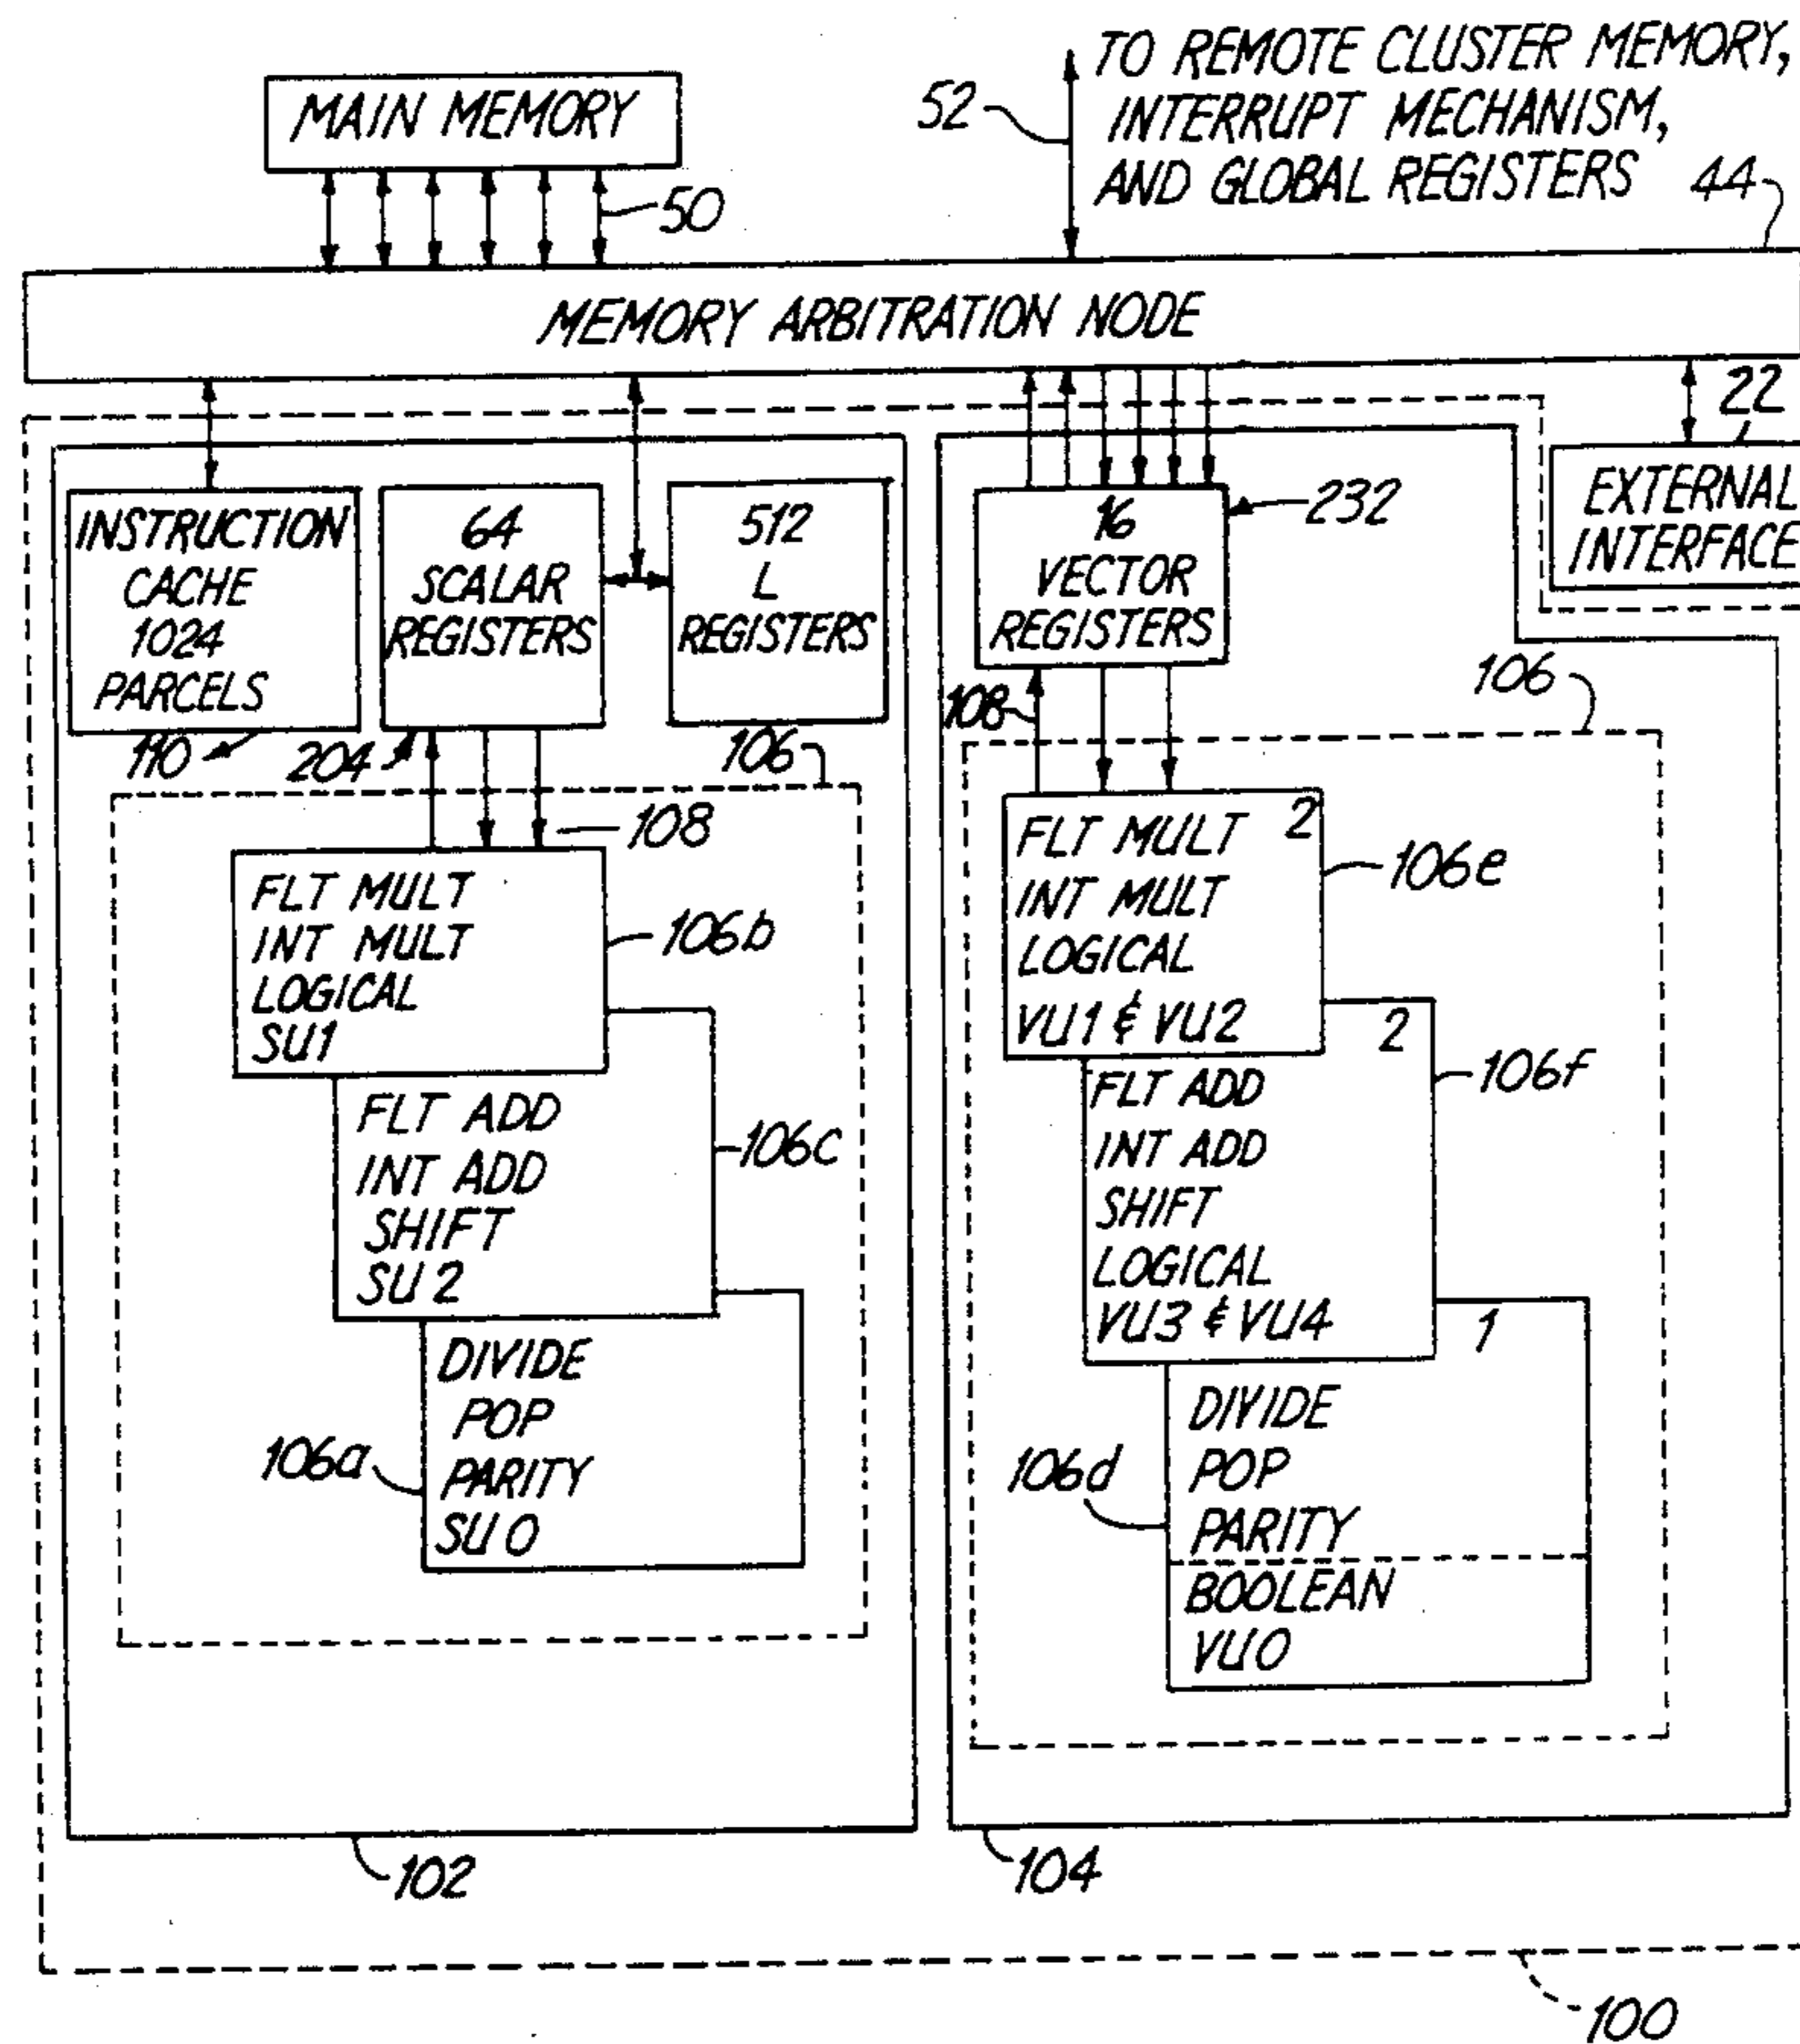 TO REMOTE CLUSTER MEMORY,
INTERRUPT MECHANISM,
AND GLOBAL REGISTERS
52
44
MAIN MEMORY
50
MEMORY ARBITRATION NODE
22
EXTERNAL
INTERFACE
INSTRUCTION
CACHE
1024
PARCELS
110
64
SCALAR
REGISTERS
204
512
L
REGISTERS
16
VECTOR
REGISTERS
232
106
108
FLT MULT
INT MULT
LOGICAL
SU1
106b
FLT ADD
INT ADD
SHIFT
SU2
106c
DIVIDE
POP
PARITY
SU0
106a
102
108
106
FLT MULT 2
INT MULT
LOGICAL
VU1 & VU2
106e
2
FLT ADD
INT ADD
SHIFT
LOGICAL
VU3 & VU4
106f
1
DIVIDE
POP
PARITY
BOOLEAN
VU0
106d
104
100